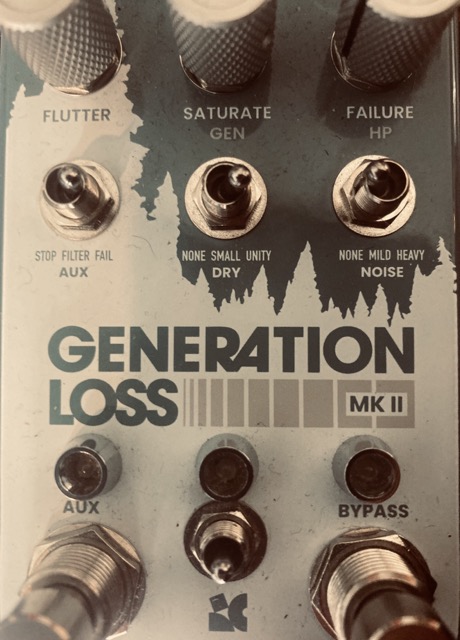 FLUTTER SATURATE FAILURE
GEN HP
STOP FILTER FAIL NONE SMALL UNITY NONE MILD HEAVY
AUX DRY NOISE
GENERATION
LOSS MK II
AUX BYPASS